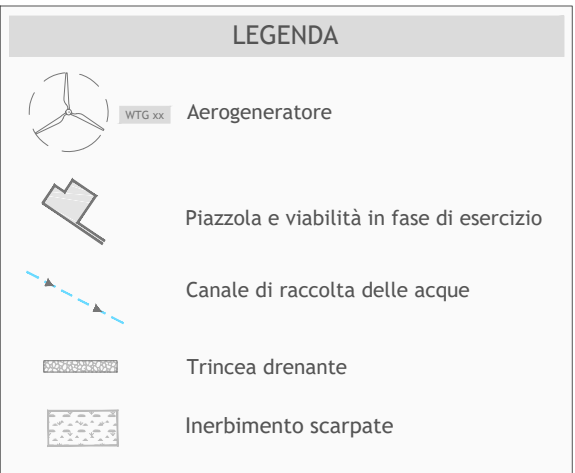 LEGENDA
WTG xx Aerogeneratore
Piazzola e viabilità in fase di esercizio
Canale di raccolta delle acque
Trincea drenante
Inerbimento scarpate